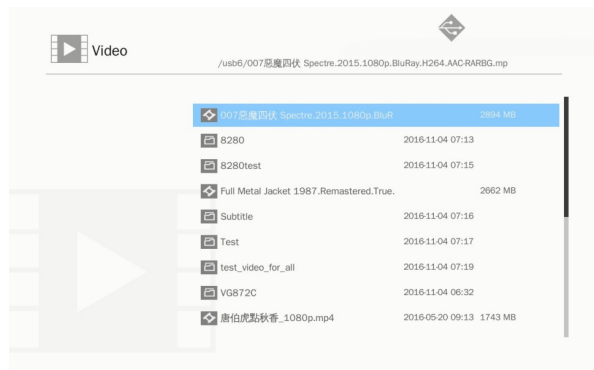 Video
/usb6/007惡魔四伏 Spectre.2015.1080p.BluRay.H264.AAC-RARBG.mp
007惡魔四伏 Spectre.2015.1080p.BluR 2894 MB
8280 2016-11-04 07:13
8280test 2016-11-04 07:15
Full Metal Jacket 1987.Remastered.True. 2662 MB
Subtitle 2016-11-04 07:16
Test 2016-11-04 07:17
test_video_for_all 2016-11-04 07:19
VG872C 2016-11-04 06:32
唐伯虎點秋香_1080p.mp4 2016-05-20 09:13 1743 MB